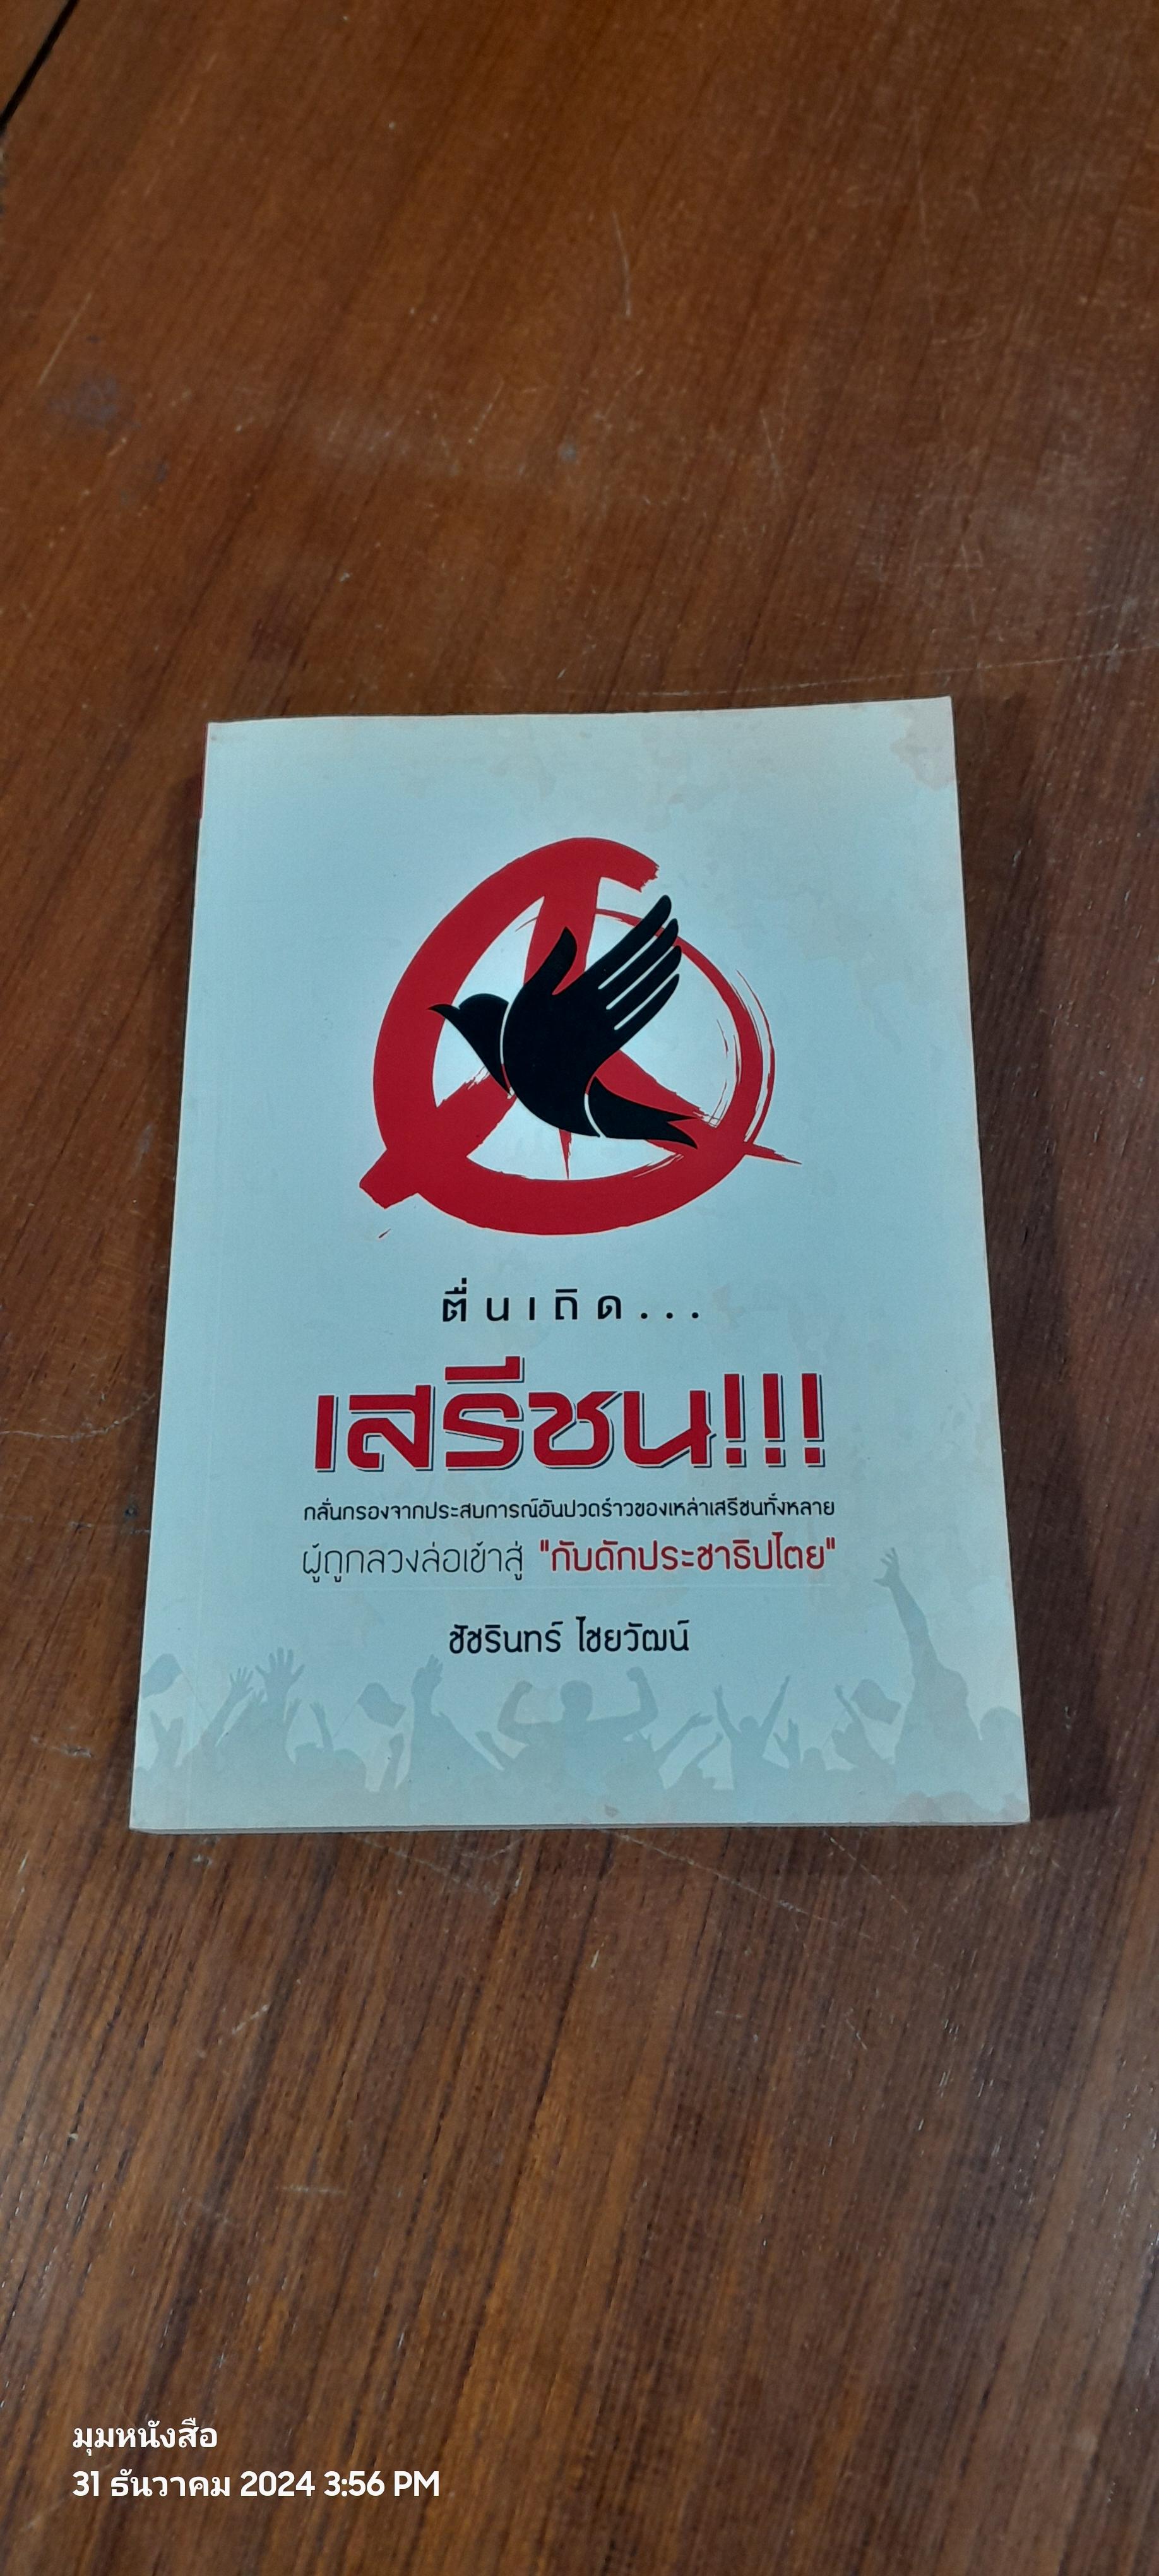 ตื่นเถิด...
เสรีชน!!!
กลั่นกรองจากประสบการณ์อันปวดร้าวของเหล่าเสรีชนทั้งหลาย
ผู้ถูกลวงล่อเข้าสู่ "กับดักประชาธิปไตย"
ชัชรินทร์ ไชยวัฒน์
มุมหนังสือ
31 ธันวาคม 2024 3:56 PM